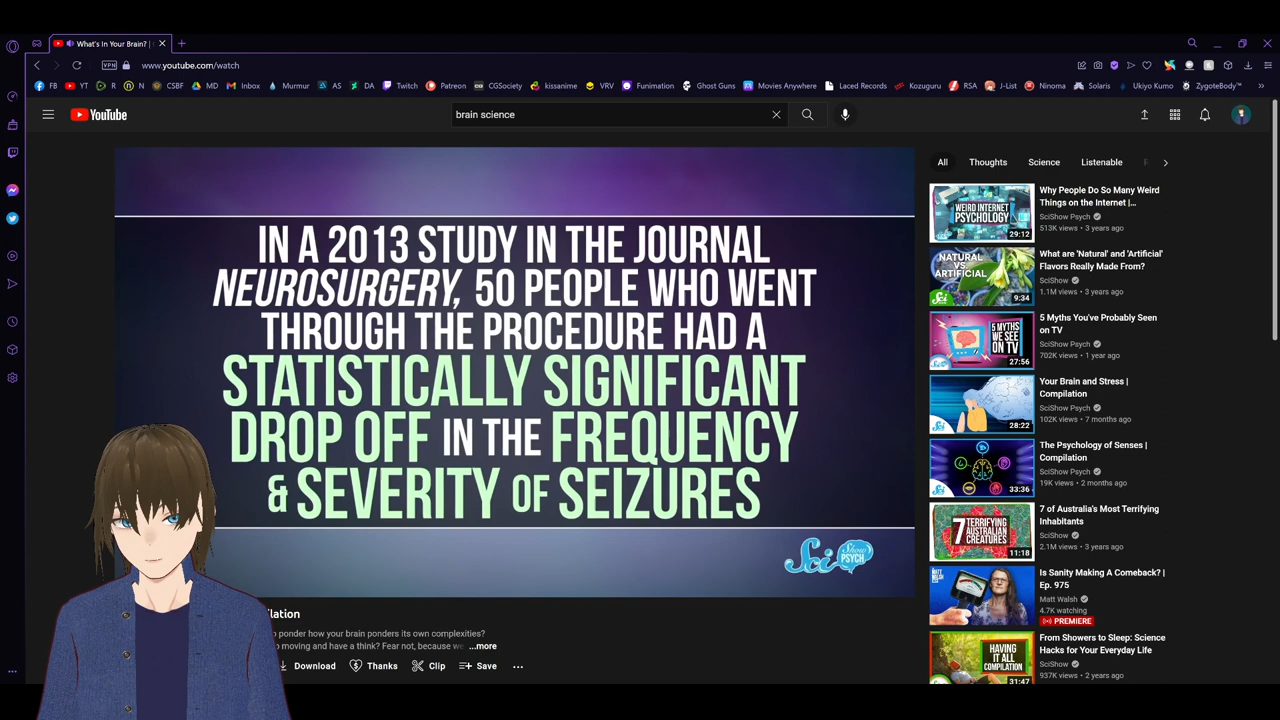 What's In Your Brain? |
www.youtube.com/watch
VPN
FB
YT
R
N
CSBF
MD
Inbox
Murmur
AS
DA
Twitch
Patreon
CGSociety
kissanime
VRV
Funimation
Ghost Guns
Movies Anywhere
Laced Records
Kozuguru
RSA
J-List
Ninoma
Solaris
Ukiyo Kumo
ZygoteBody™
YouTube
brain science
IN A 2013 STUDY IN THE JOURNAL
NEUROSURGERY, 50 PEOPLE WHO WENT
THROUGH THE PROCEDURE HAD A
STATISTICALLY SIGNIFICANT
DROP OFF IN THE FREQUENCY
& SEVERITY OF SEIZURES
Sci Show PSYCH
ilation
ponder how your brain ponders its own complexities?
moving and have a think? Fear not, because we ...more
Download
Thanks
Clip
Save
All
Thoughts
Science
Listenable
WEIRD INTERNET
PSYCHOLOGY
29:12
Why People Do So Many Weird
Things on the Internet |...
SciShow Psych
513K views • 3 years ago
NATURAL
VS.
ARTIFICIAL
9:34
What are 'Natural' and 'Artificial'
Flavors Really Made From?
SciShow
1.1M views • 3 years ago
5 MYTHS
WE SEE
ON TV
27:56
5 Myths You've Probably Seen
on TV
SciShow Psych
702K views • 1 year ago
28:22
Your Brain and Stress |
Compilation
SciShow Psych
102K views • 7 months ago
33:36
The Psychology of Senses |
Compilation
SciShow Psych
19K views • 2 months ago
7 TERRIFYING
AUSTRALIAN
CREATURES
11:18
7 of Australia's Most Terrifying
Inhabitants
SciShow
2.1M views • 3 years ago
Is Sanity Making A Comeback? |
Ep. 975
Matt Walsh
4.7K watching
PREMIERE
HAVING
IT ALL
COMPILATION
31:47
From Showers to Sleep: Science
Hacks for Your Everyday Life
SciShow
937K views • 2 years ago